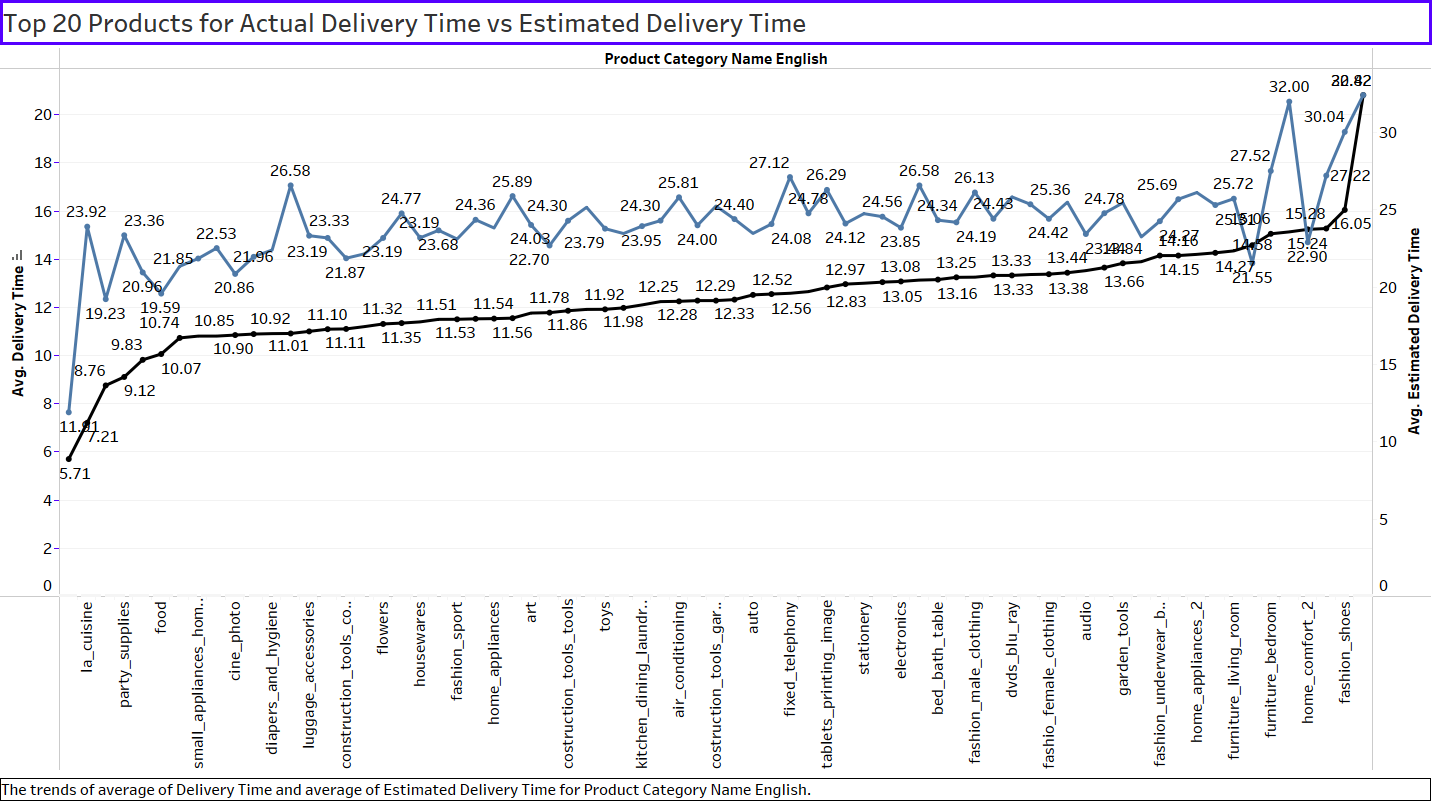 Top 20 Products for Actual Delivery Time vs Estimated Delivery Time
Product Category Name English
Avg. Delivery Time
20
18
16
14
12
10
8
6
4
2
0
23.92
19.23
23.36
20.96
19.59
21.85
22.53
20.86
21.96
26.58
23.19
23.33
21.87
23.19
24.77
23.19
23.68
24.36
25.89
24.03
22.70
24.30
23.79
24.30
23.95
25.81
24.00
24.40
27.12
24.08
24.78
26.29
24.12
24.56
23.85
26.58
24.34
24.19
26.13
24.43
25.36
24.42
24.78
25.69
24.27
25.72
27.52
21.55
32.00
22.90
27.22
30.04
5.71
7.21
8.76
9.12
9.83
10.07
10.74
10.85
10.90
10.92
11.01
11.10
11.11
11.32
11.35
11.51
11.53
11.54
11.56
11.78
11.86
11.92
11.98
12.25
12.28
12.29
12.33
12.52
12.56
12.83
12.97
13.05
13.08
13.16
13.25
13.33
13.33
13.38
13.44
13.66
14.15
14.16
14.27
14.58
15.06
15.24
15.28
16.05
30
25
20
15
10
5
0
Avg. Estimated Delivery Time
la_cuisine
party_supplies
food
small_appliances_hom..
cine_photo
diapers_and_hygiene
luggage_accessories
construction_tools_co..
flowers
housewares
fashion_sport
home_appliances
art
costruction_tools_tools
toys
kitchen_dining_laundr..
air_conditioning
costruction_tools_gar..
auto
fixed_telephony
tablets_printing_image
stationery
electronics
bed_bath_table
fashion_male_clothing
dvds_blu_ray
fashio_female_clothing
audio
garden_tools
fashion_underwear_b..
home_appliances_2
furniture_living_room
furniture_bedroom
home_comfort_2
fashion_shoes
The trends of average of Delivery Time and average of Estimated Delivery Time for Product Category Name English.